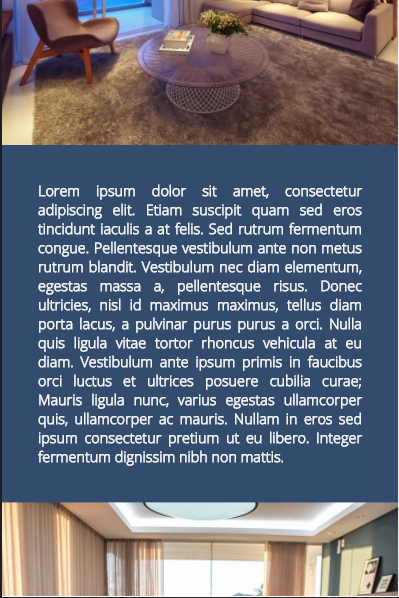 Lorem ipsum dolor sit amet, consectetur
adipiscing elit. Etiam suscipit quam sed eros
tincidunt iaculis a at felis. Sed rutrum fermentum
congue. Pellentesque vestibulum ante non metus
rutrum blandit. Vestibulum nec diam elementum,
egestas massa a, pellentesque risus. Donec
ultricies, nisl id maximus maximus, tellus diam
porta lacus, a pulvinar purus purus a orci. Nulla
quis ligula vitae tortor rhoncus vehicula at eu
diam. Vestibulum ante ipsum primis in faucibus
orci luctus et ultrices posuere cubilia curae;
Mauris ligula nunc, varius egestas ullamcorper
quis, ullamcorper ac mauris. Nullam in eros sed
ipsum consectetur pretium ut eu libero. Integer
fermentum dignissim nibh non mattis.